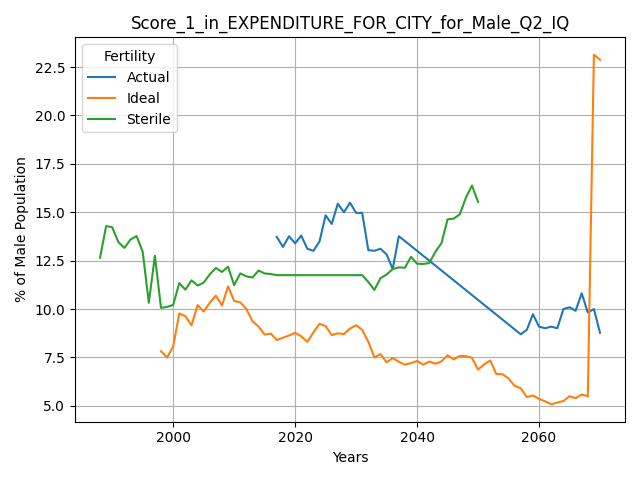 Score_1_in_EXPENDITURE_FOR_CITY_for_Male_Q2_IQ
Fertility
Actual
Ideal
Sterile
% of Male Population
22.5
20.0
17.5
15.0
12.5
10.0
7.5
5.0
2000
2020
2040
2060
Years